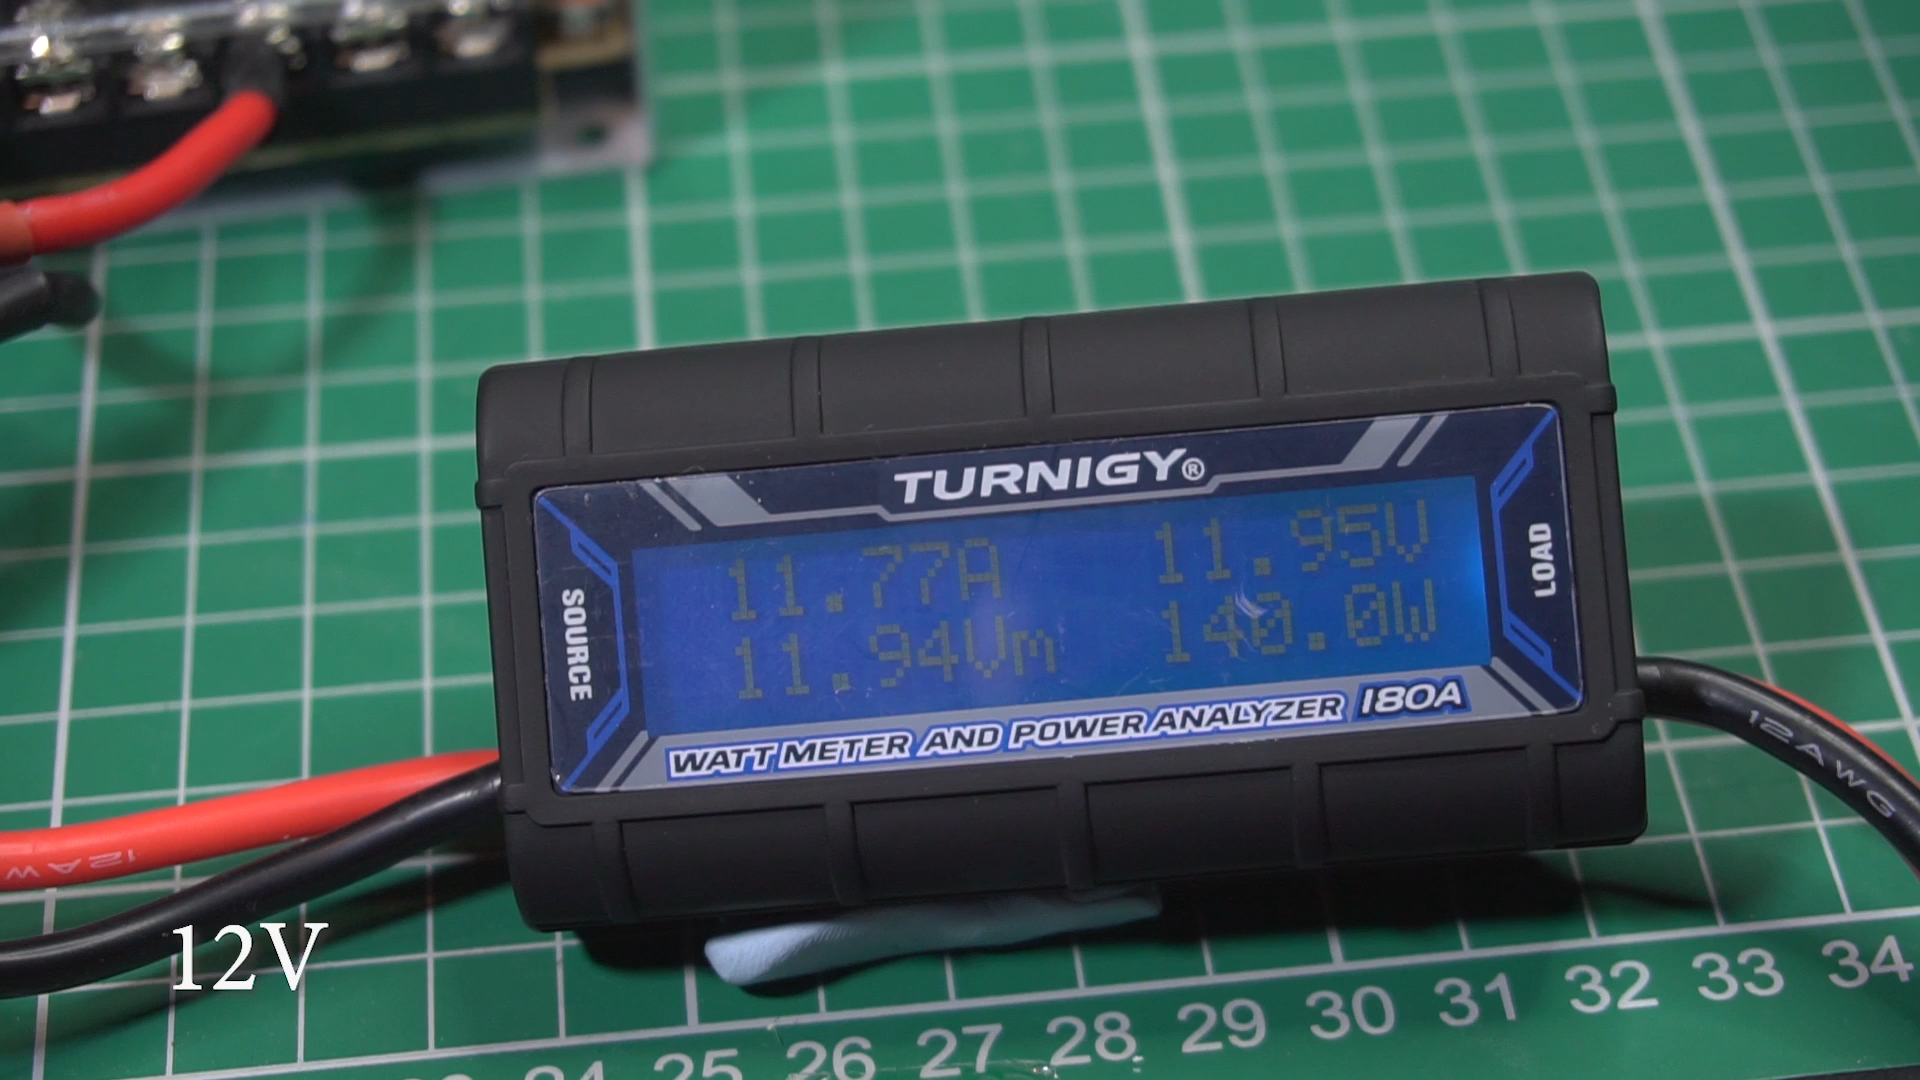 TURNIGY®
11.77A 11.95V
11.94Vm 140.0W
SOURCE
LOAD
WATT METER AND POWER ANALYZER 180A
12AWG
12AW
12V
25 26 27 28 29 30 31 32 33 34